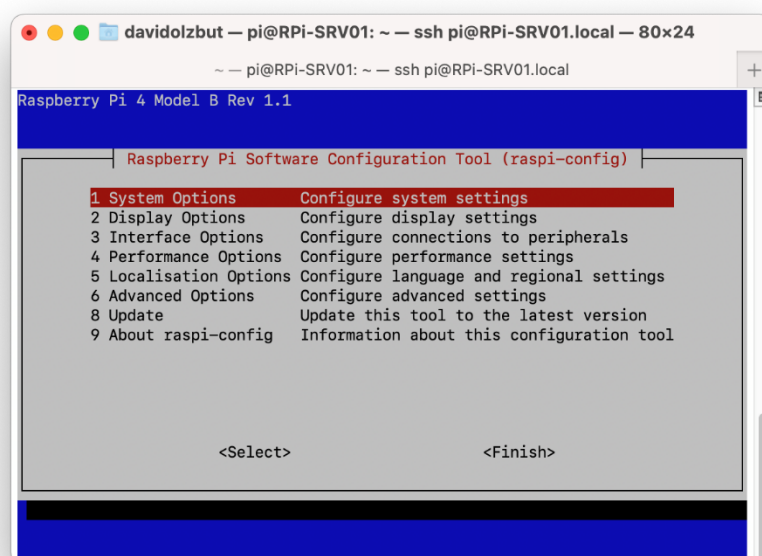 davidolzbut — pi@RPi-SRV01: ~ — ssh pi@RPi-SRV01.local — 80×24
~ — pi@RPi-SRV01: ~ — ssh pi@RPi-SRV01.local +
Raspberry Pi 4 Model B Rev 1.1
Raspberry Pi Software Configuration Tool (raspi-config)
1 System Options Configure system settings
2 Display Options Configure display settings
3 Interface Options Configure connections to peripherals
4 Performance Options Configure performance settings
5 Localisation Options Configure language and regional settings
6 Advanced Options Configure advanced settings
8 Update Update this tool to the latest version
9 About raspi-config Information about this configuration tool
<Select> <Finish>